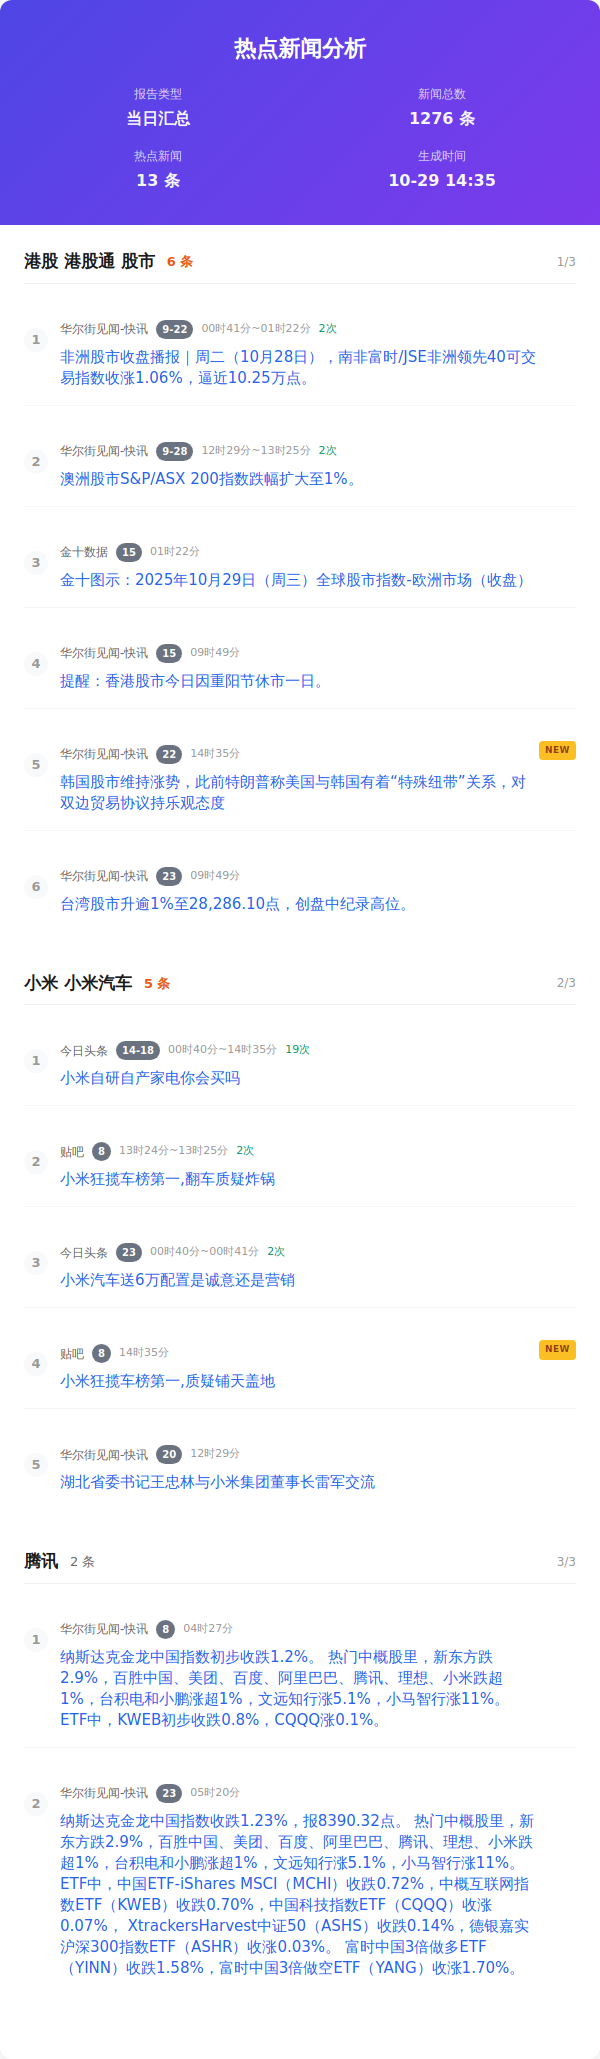 热点新闻分析
报告类型
新闻总数
当日汇总
1276 条
热点新闻
生成时间
13 条
10-29 14:35
港股 港股通 股市 6 条 1/3
1
华尔街见闻-快讯 9-22 00时41分~01时22分 2次
非洲股市收盘播报｜周二（10月28日），南非富时/JSE非洲领先40可交
易指数收涨1.06%，逼近10.25万点。
2
华尔街见闻-快讯 9-28 12时29分~13时25分 2次
澳洲股市S&P/ASX 200指数跌幅扩大至1%。
3
金十数据 15 01时22分
金十图示：2025年10月29日（周三）全球股市指数-欧洲市场（收盘）
4
华尔街见闻-快讯 15 09时49分
提醒：香港股市今日因重阳节休市一日。
5
华尔街见闻-快讯 22 14时35分 NEW
韩国股市维持涨势，此前特朗普称美国与韩国有着“特殊纽带”关系，对
双边贸易协议持乐观态度
6
华尔街见闻-快讯 23 09时49分
台湾股市升逾1%至28,286.10点，创盘中纪录高位。
小米 小米汽车 5 条 2/3
1
今日头条 14-18 00时40分~14时35分 19次
小米自研自产家电你会买吗
2
贴吧 8 13时24分~13时25分 2次
小米狂揽车榜第一,翻车质疑炸锅
3
今日头条 23 00时40分~00时41分 2次
小米汽车送6万配置是诚意还是营销
4
贴吧 8 14时35分 NEW
小米狂揽车榜第一,质疑铺天盖地
5
华尔街见闻-快讯 20 12时29分
湖北省委书记王忠林与小米集团董事长雷军交流
腾讯 2 条 3/3
1
华尔街见闻-快讯 8 04时27分
纳斯达克金龙中国指数初步收跌1.2%。 热门中概股里，新东方跌
2.9%，百胜中国、美团、百度、阿里巴巴、腾讯、理想、小米跌超
1%，台积电和小鹏涨超1%，文远知行涨5.1%，小马智行涨11%。
ETF中，KWEB初步收跌0.8%，CQQQ涨0.1%。
2
华尔街见闻-快讯 23 05时20分
纳斯达克金龙中国指数收跌1.23%，报8390.32点。 热门中概股里，新
东方跌2.9%，百胜中国、美团、百度、阿里巴巴、腾讯、理想、小米跌
超1%，台积电和小鹏涨超1%，文远知行涨5.1%，小马智行涨11%。
ETF中，中国ETF-iShares MSCI（MCHI）收跌0.72%，中概互联网指
数ETF（KWEB）收跌0.70%，中国科技指数ETF（CQQQ）收涨
0.07%， XtrackersHarvest中证50（ASHS）收跌0.14%，德银嘉实
沪深300指数ETF（ASHR）收涨0.03%。 富时中国3倍做多ETF
（YINN）收跌1.58%，富时中国3倍做空ETF（YANG）收涨1.70%。